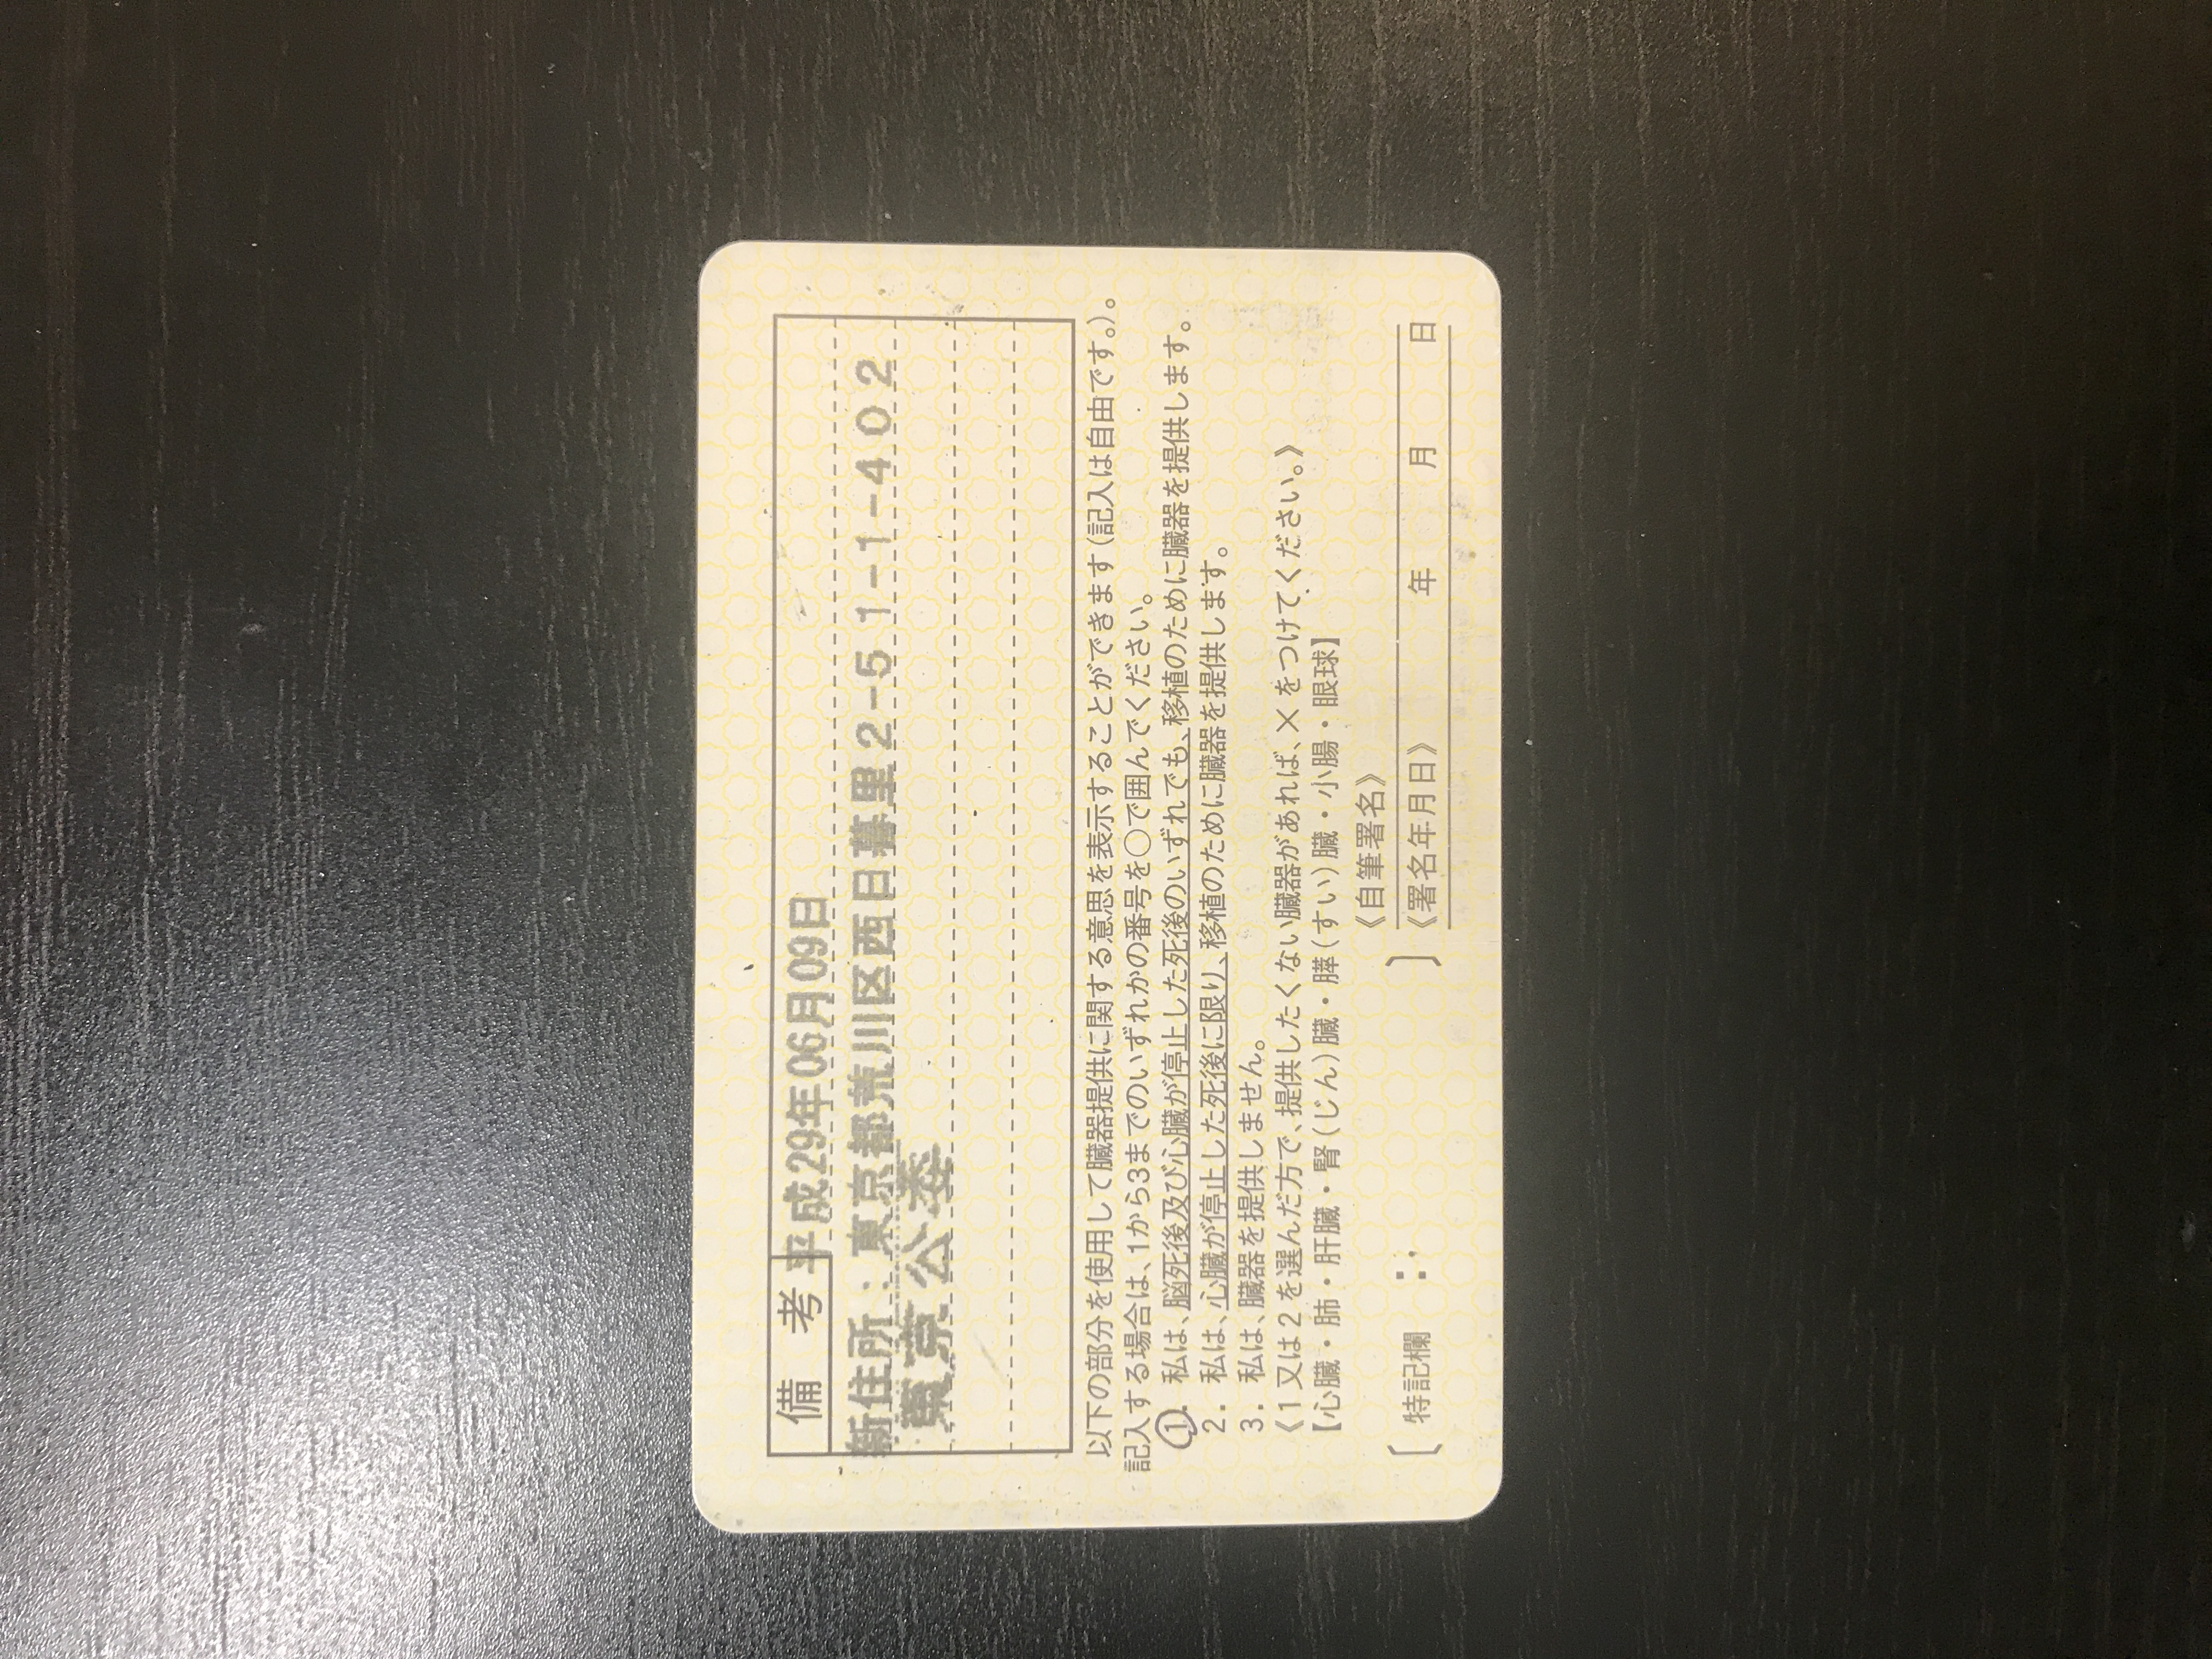 備 考 平成29年06月09日
新住所：東京都荒川区西日暮里2-51-1-402
東京公委
以下の部分を使用して臓器提供に関する意思を表示することができます(記入は自由です。)。
記入する場合は、1から3までのいずれかの番号を○で囲んでください。
1. 私は、脳死後及び心臓が停止した死後のいずれでも、移植のために臓器を提供します。
2. 私は、心臓が停止した死後に限り、移植のために臓器を提供します。
3. 私は、臓器を提供しません。
《1又は2を選んだ方で、提供したくない臓器があれば、×をつけてください。》
【心臓・肺・肝臓・腎(じん)臓・膵(すい)臓・小腸・眼球】
《自筆署名》
〔特記欄 : 〕《署名年月日》 年 月 日